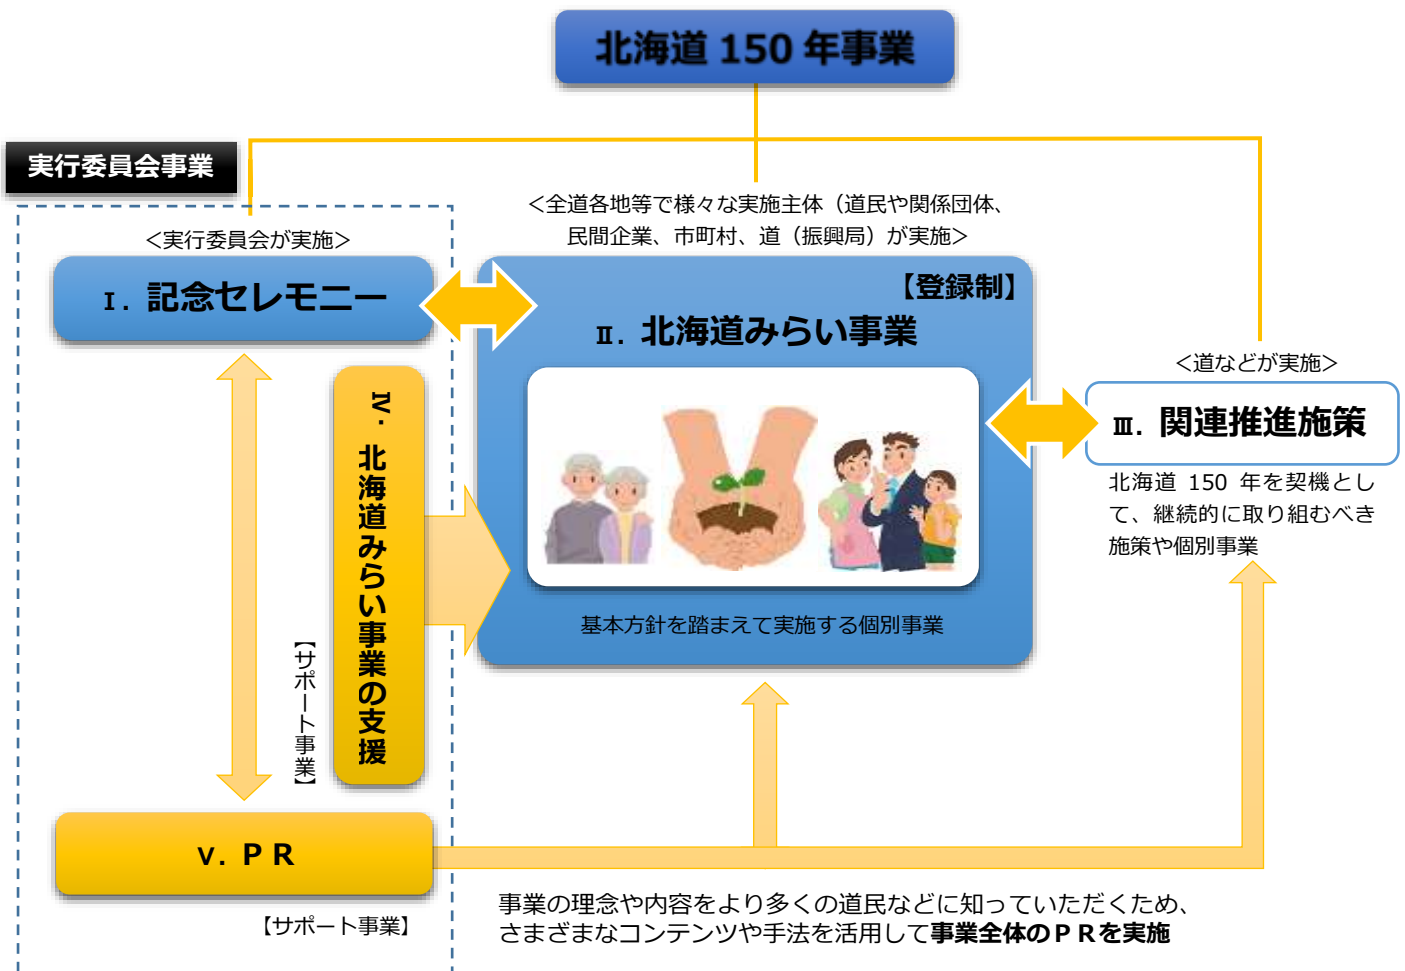 北海道 150 年事業
実行委員会事業
<実行委員会が実施>
Ⅰ. 記念セレモニー
<全道各地等で様々な実施主体（道民や関係団体、
民間企業、市町村、道（振興局）が実施>
【登録制】
Ⅱ. 北海道みらい事業
基本方針を踏まえて実施する個別事業
<道などが実施>
Ⅲ. 関連推進施策
北海道 150 年を契機とし
て、継続的に取り組むべき
施策や個別事業
Ⅳ. 北海道みらい事業の支援
【サポート事業】
Ⅴ. ＰＲ
【サポート事業】
事業の理念や内容をより多くの道民などに知っていただくため、
さまざまなコンテンツや手法を活用して事業全体のＰＲを実施